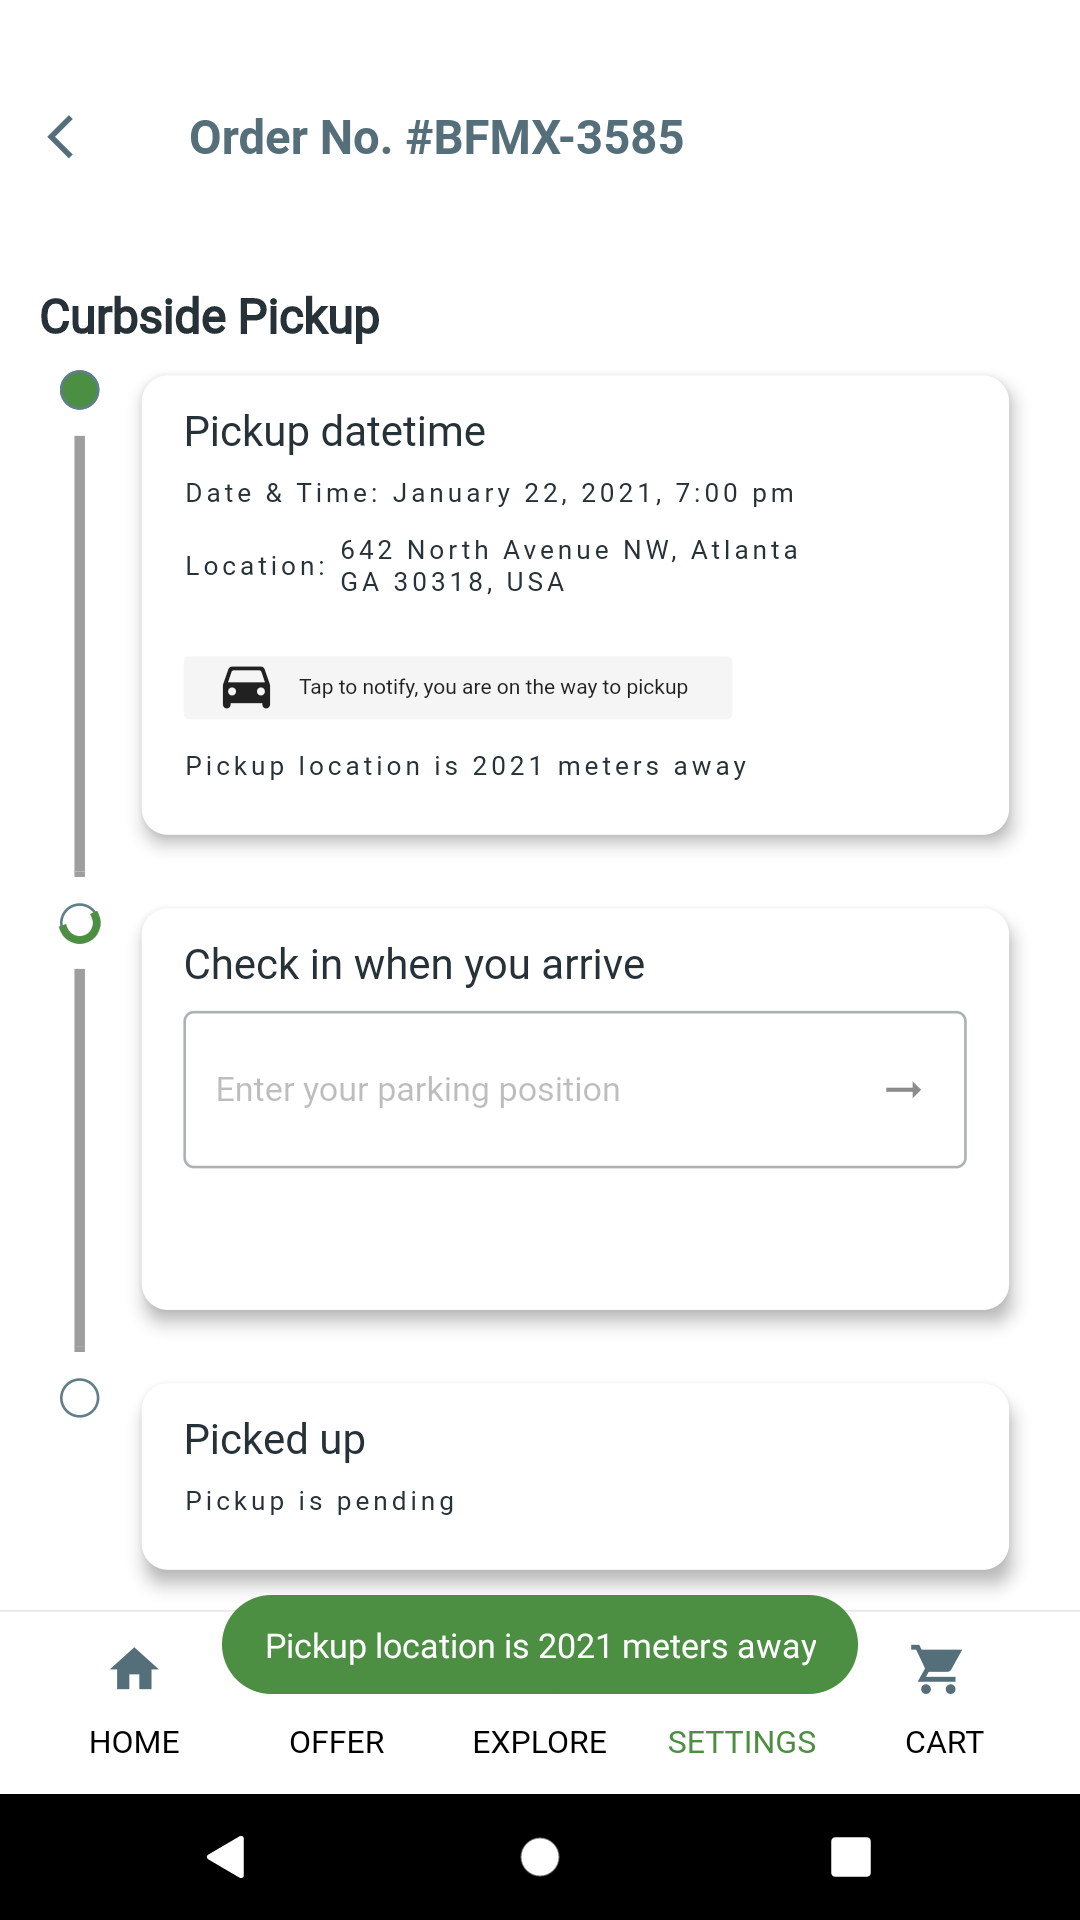 Order No. #BFMX-3585
Curbside Pickup
Pickup datetime
Date & Time: January 22, 2021, 7:00 pm
Location: 642 North Avenue NW, Atlanta
GA 30318, USA
Tap to notify, you are on the way to pickup
Pickup location is 2021 meters away
Check in when you arrive
Enter your parking position
Picked up
Pickup is pending
Pickup location is 2021 meters away
HOME OFFER EXPLORE SETTINGS CART